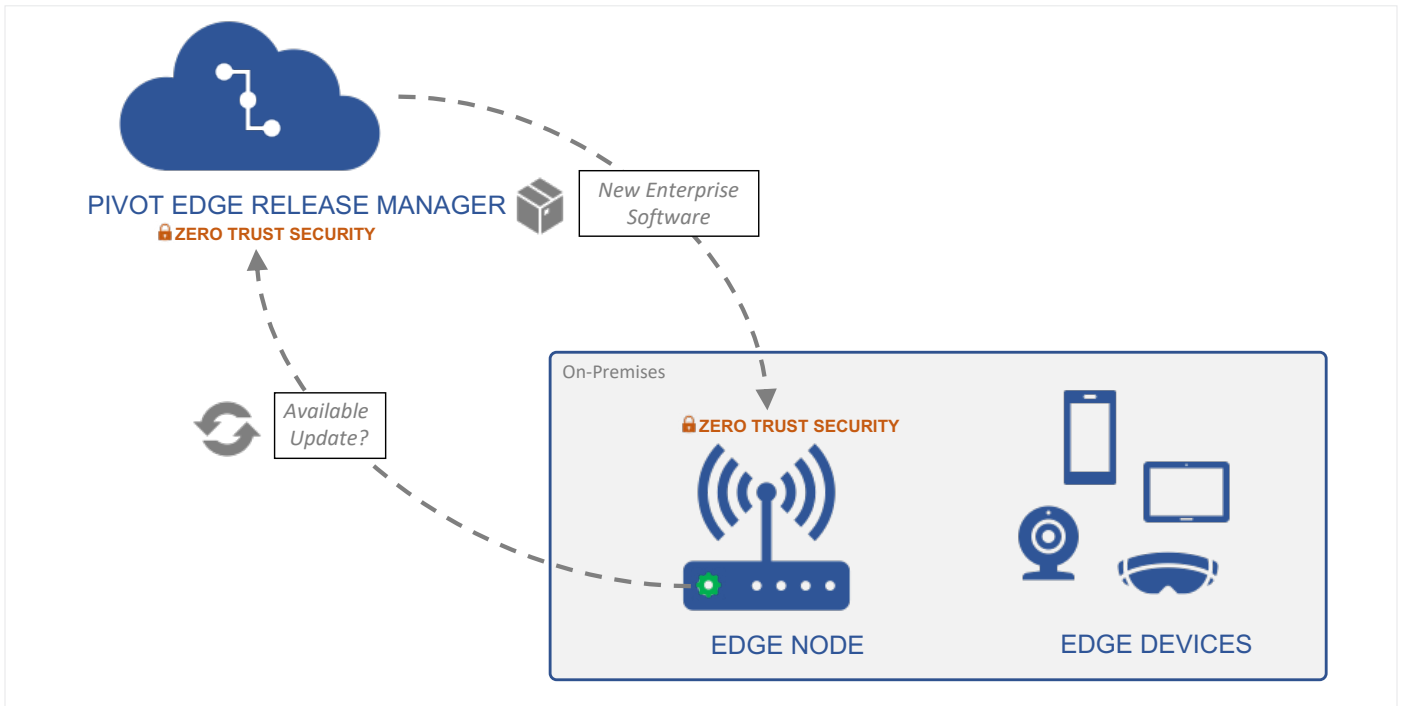 PIVOT EDGE RELEASE MANAGER
ZERO TRUST SECURITY
New Enterprise
Software
Available
Update?
On-Premises
ZERO TRUST SECURITY
EDGE NODE
EDGE DEVICES